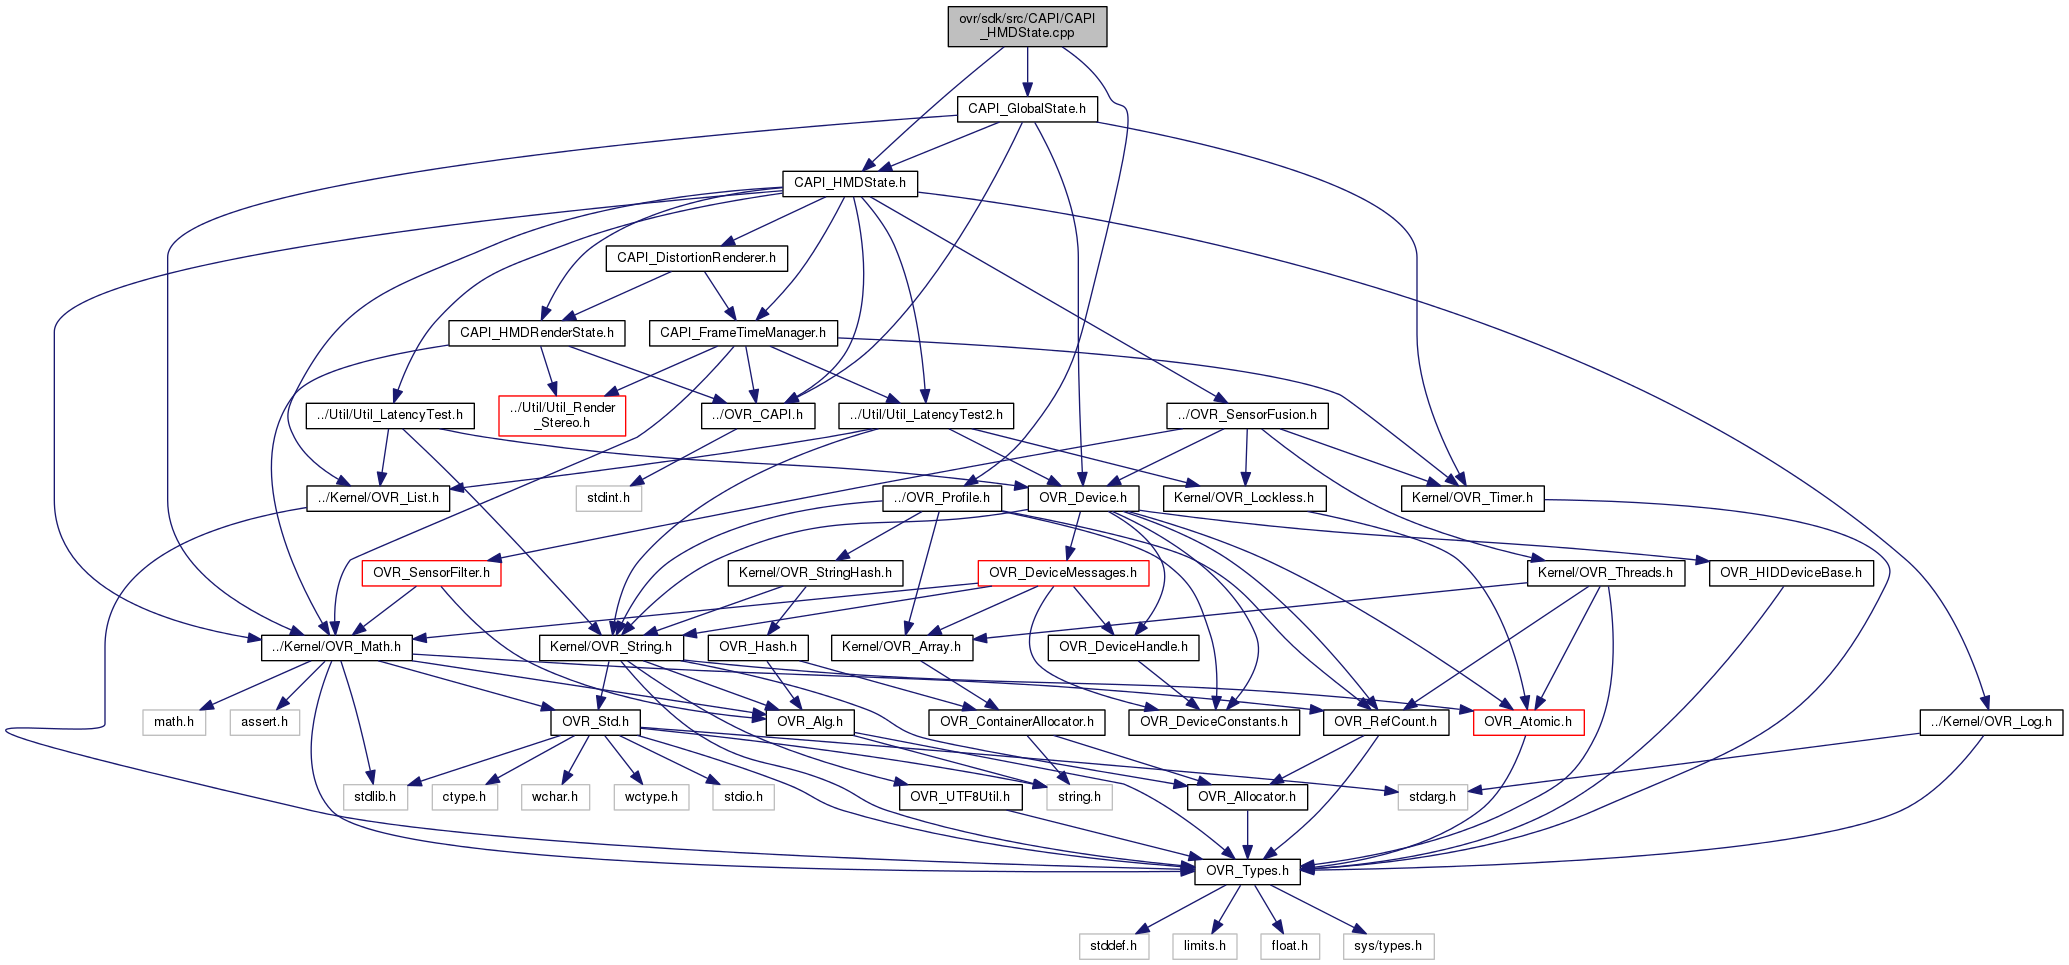 ovr/sdk/src/CAPI/CAPI
_HMDState.cpp
CAPI_GlobalState.h
CAPI_HMDState.h
CAPI_DistortionRenderer.h
CAPI_HMDRenderState.h
CAPI_FrameTimeManager.h
../Util/Util_LatencyTest.h
../Util/Util_Render
_Stereo.h
../OVR_CAPI.h
../Util/Util_LatencyTest2.h
../OVR_SensorFusion.h
../Kernel/OVR_List.h
stdint.h
../OVR_Profile.h
OVR_Device.h
Kernel/OVR_Lockless.h
Kernel/OVR_Timer.h
OVR_SensorFilter.h
Kernel/OVR_StringHash.h
OVR_DeviceMessages.h
Kernel/OVR_Threads.h
OVR_HIDDeviceBase.h
../Kernel/OVR_Math.h
Kernel/OVR_String.h
OVR_Hash.h
Kernel/OVR_Array.h
OVR_DeviceHandle.h
math.h
assert.h
OVR_Std.h
OVR_Alg.h
OVR_ContainerAllocator.h
OVR_DeviceConstants.h
OVR_RefCount.h
OVR_Atomic.h
../Kernel/OVR_Log.h
stdlib.h
ctype.h
wchar.h
wctype.h
stdio.h
OVR_UTF8Util.h
string.h
OVR_Allocator.h
stdarg.h
OVR_Types.h
stddef.h
limits.h
float.h
sys/types.h